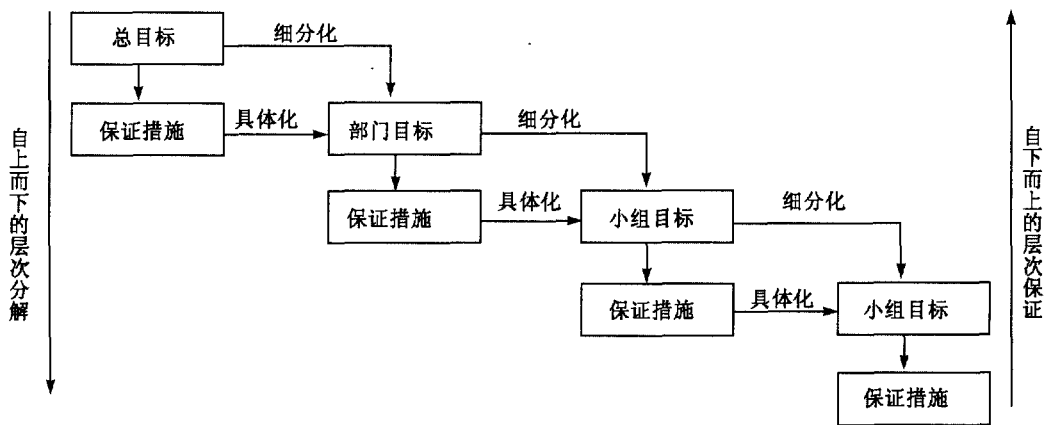 总目标
细分化
保证措施
具体化
部门目标
细分化
保证措施
具体化
小组目标
细分化
保证措施
具体化
小组目标
保证措施
自上而下的层次分解
自下而上的层次保证